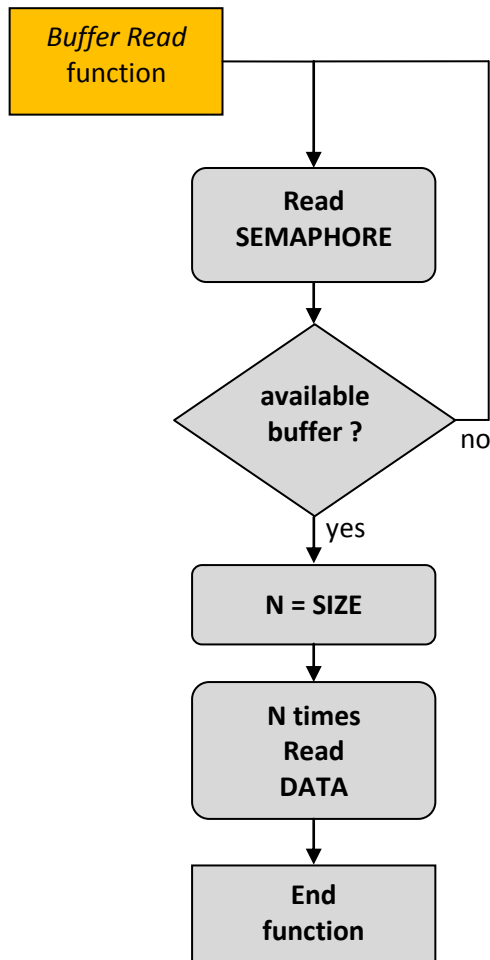 Buffer Read
function
Read
SEMAPHORE
available
buffer ?
no
yes
N = SIZE
N times
Read
DATA
End
function